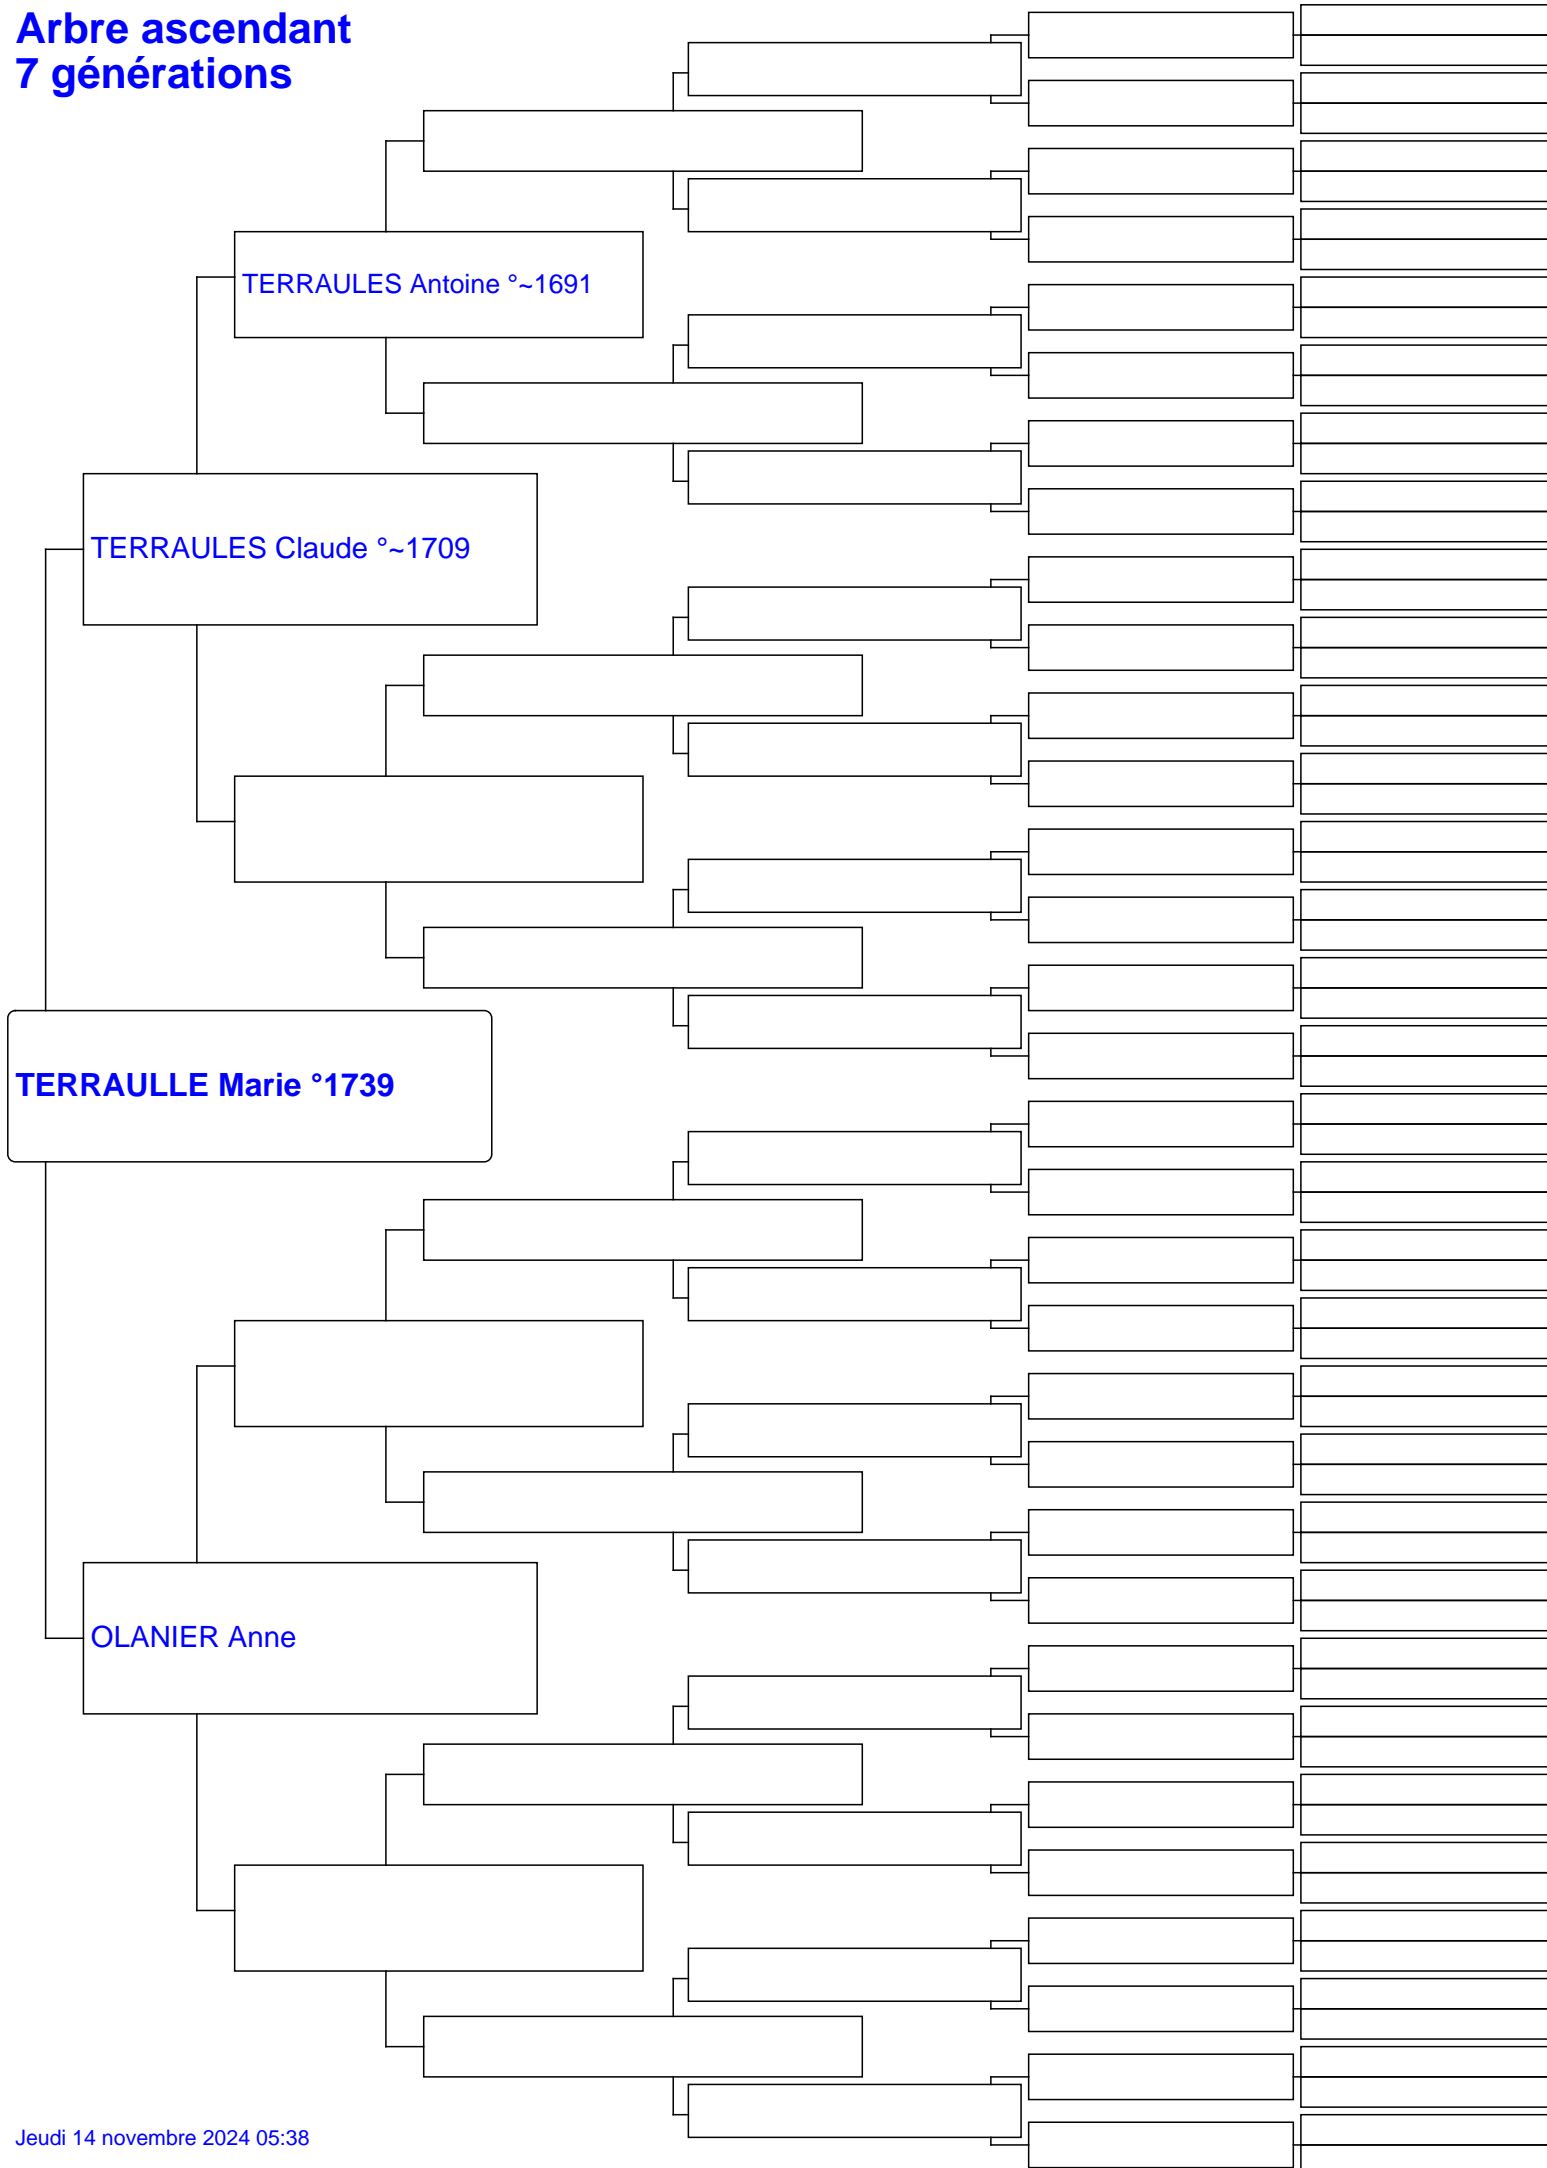 Arbre ascendant
7 générations
TERRAULES Antoine °~1691
TERRAULES Claude °~1709
TERRAULLE Marie °1739
OLANIER Anne
Jeudi 14 novembre 2024 05:38